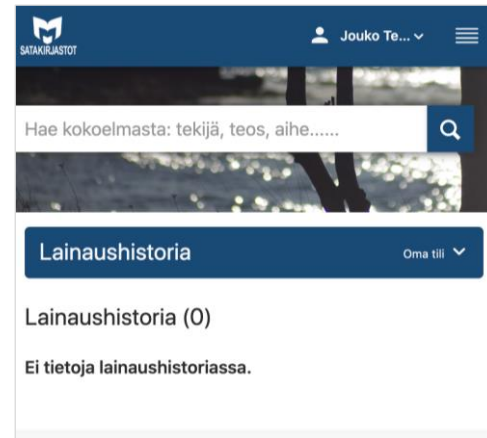 SATAKIRJASTOT
Jouko Te...
Hae kokoelmasta: tekijä, teos, aihe......
Lainaushistoria
Oma tili
Lainaushistoria (0)
Ei tietoja lainaushistoriassa.